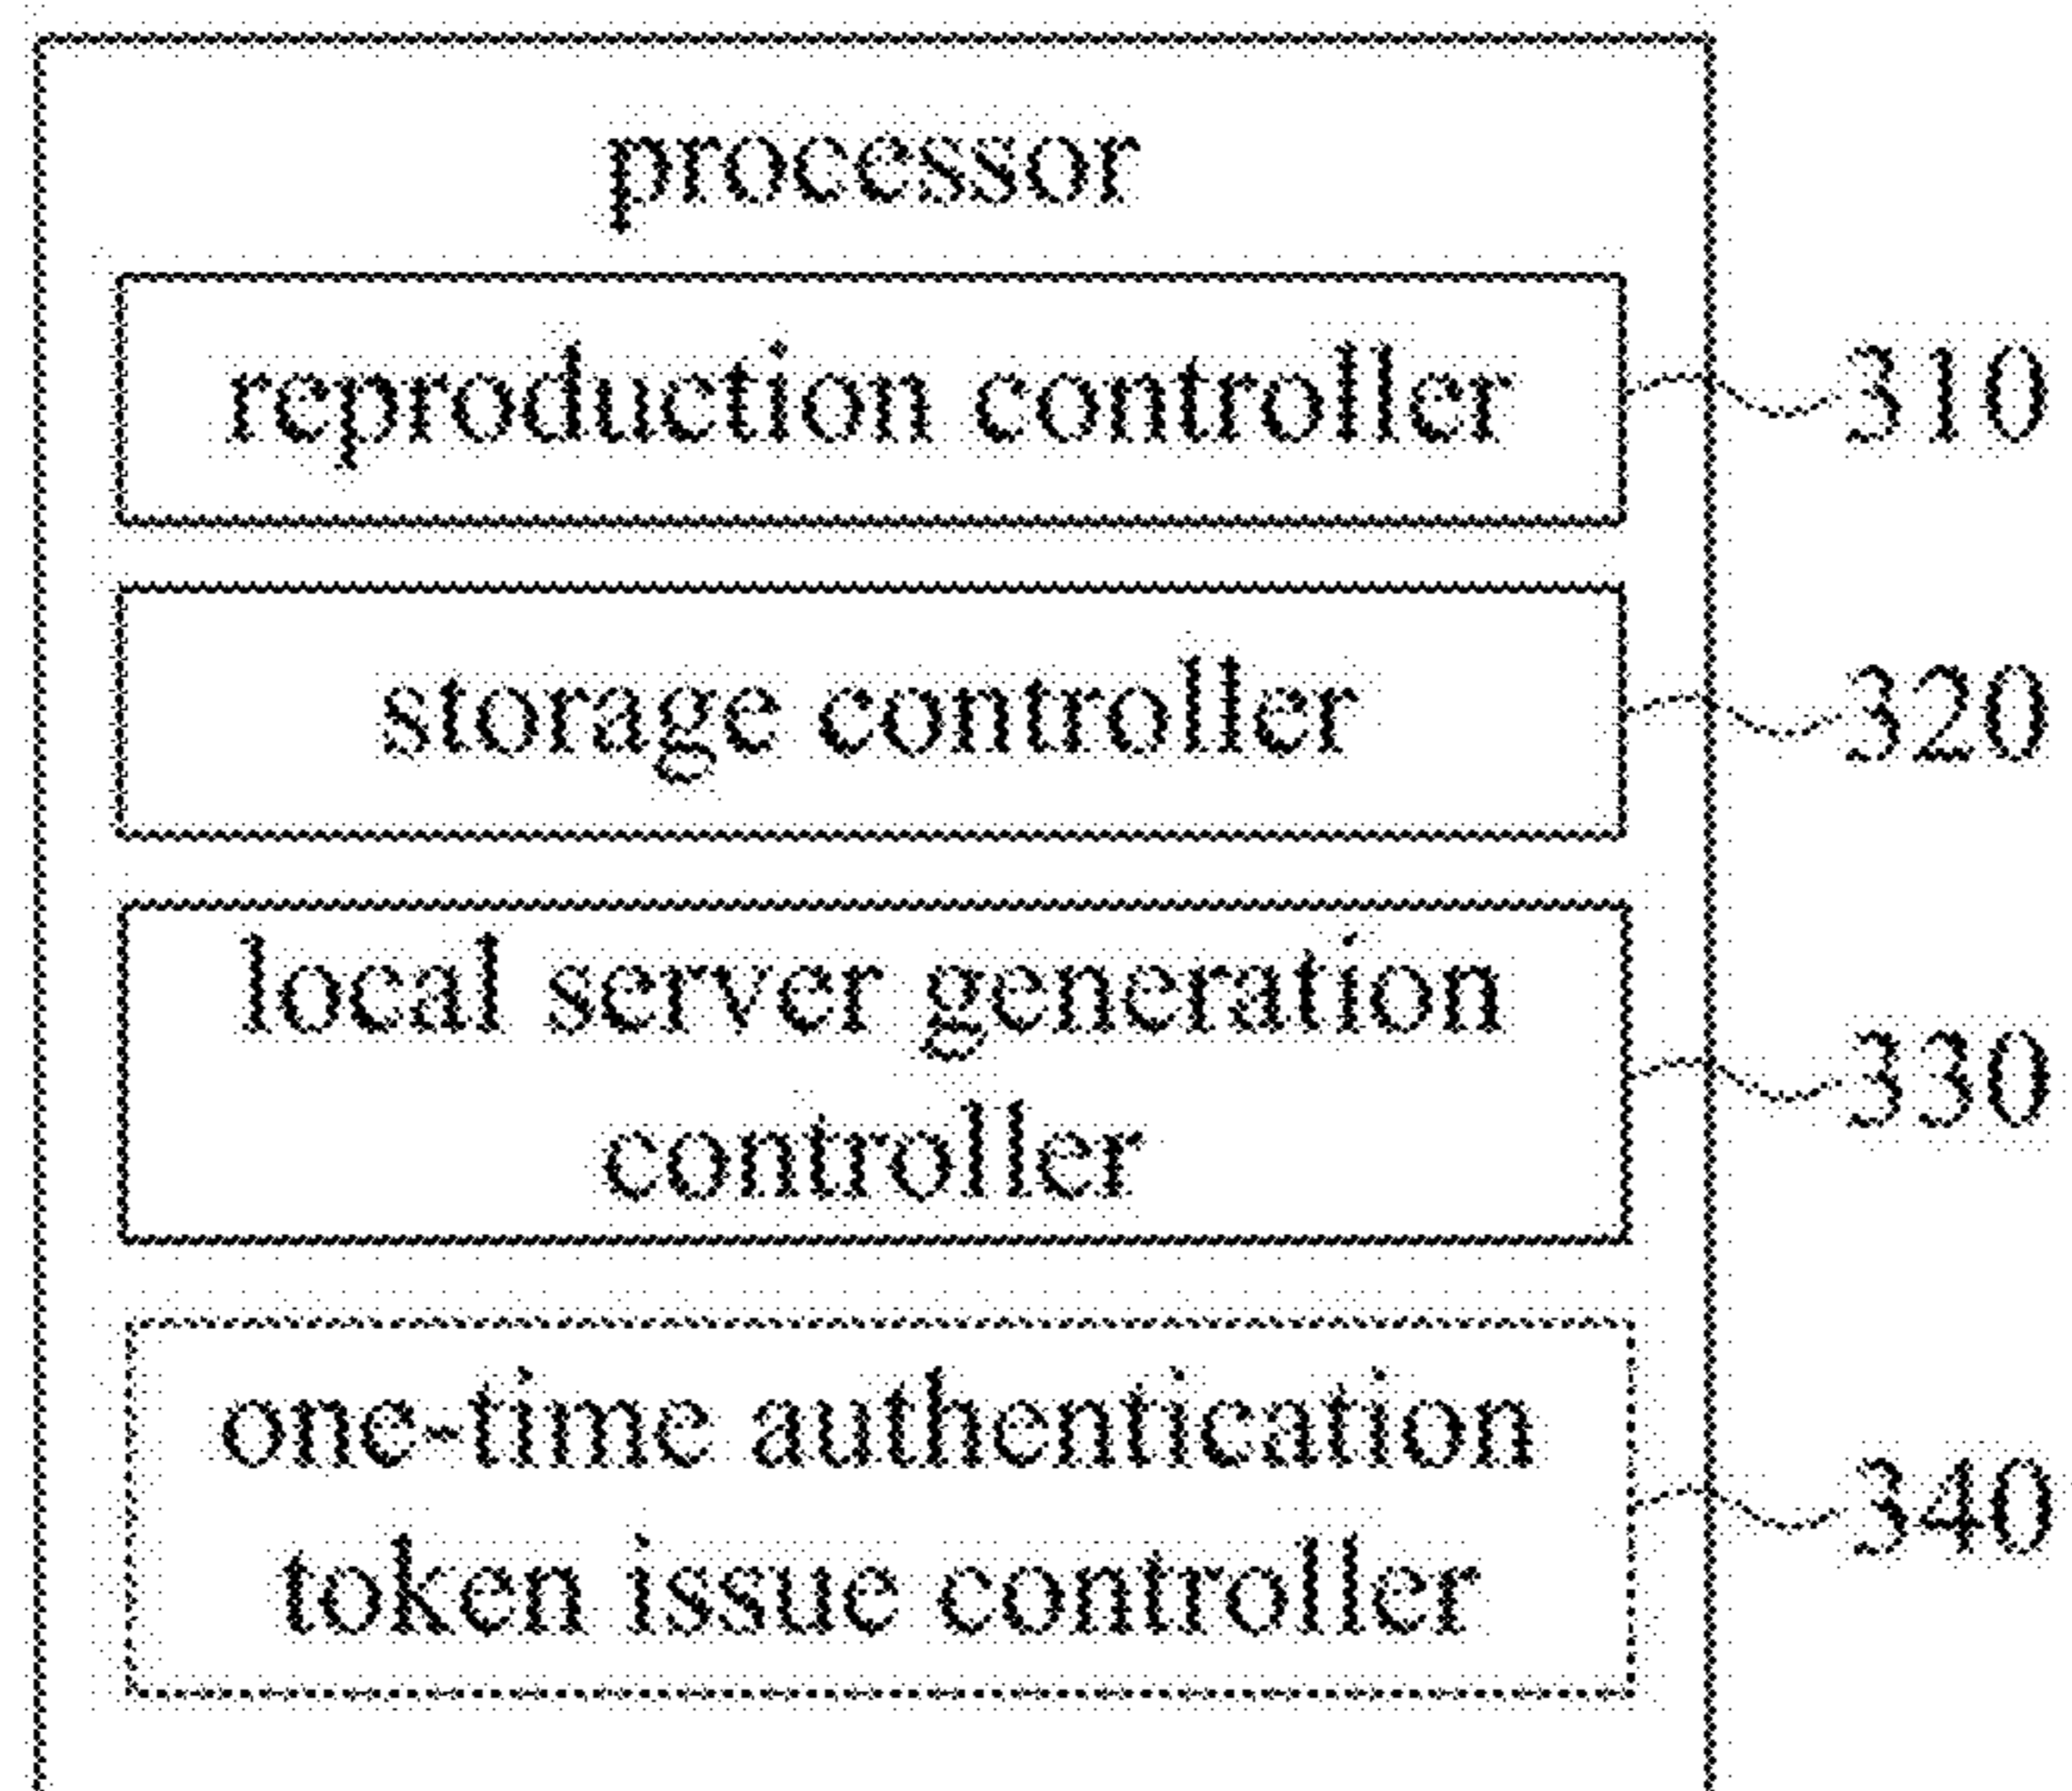 processor
reproduction controller
310
storage controller
320
local server generation
controller
330
one-time authentication
token issue controller
340